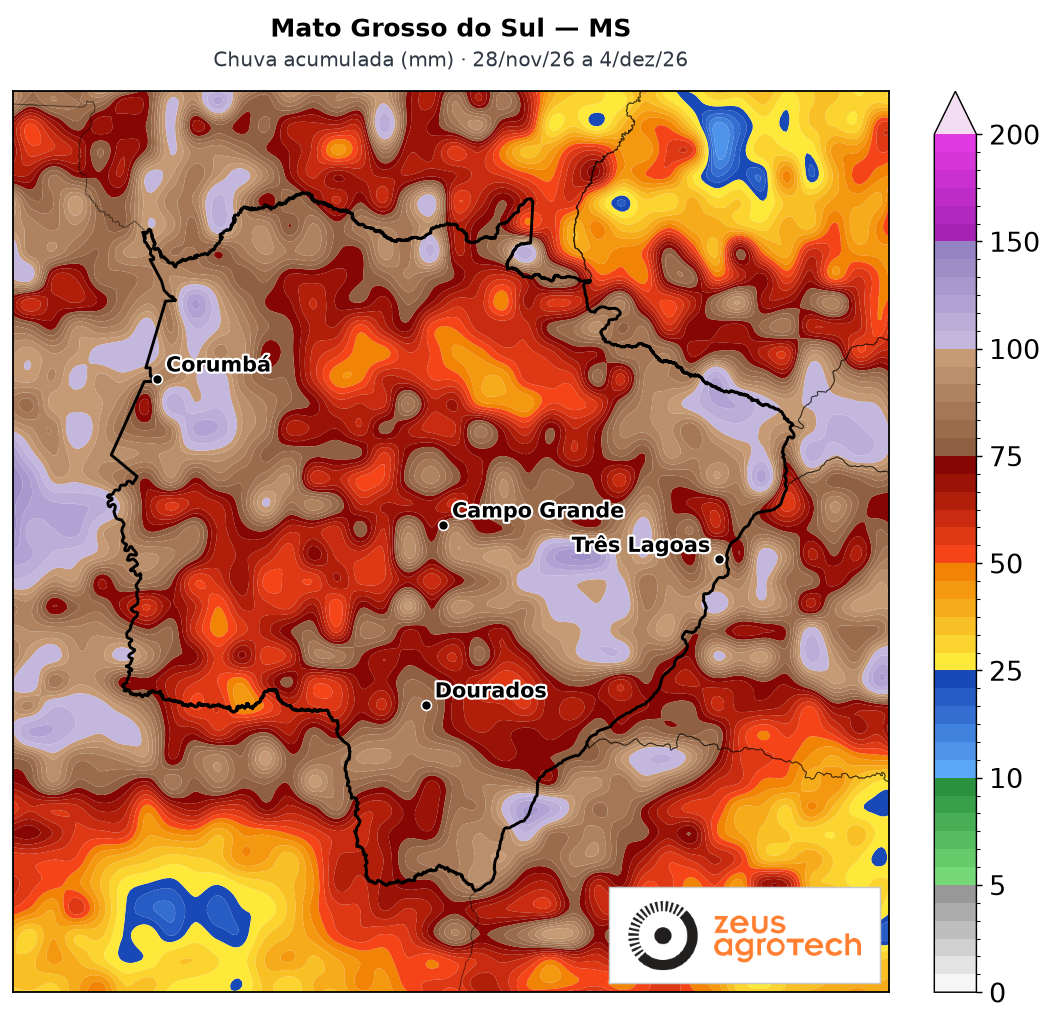 Mato Grosso do Sul — MS
Chuva acumulada (mm) · 28/nov/26 a 4/dez/26
200
150
100
75
50
25
10
5
0
Corumbá
Campo Grande
Três Lagoas
Dourados
zeus
agrotech